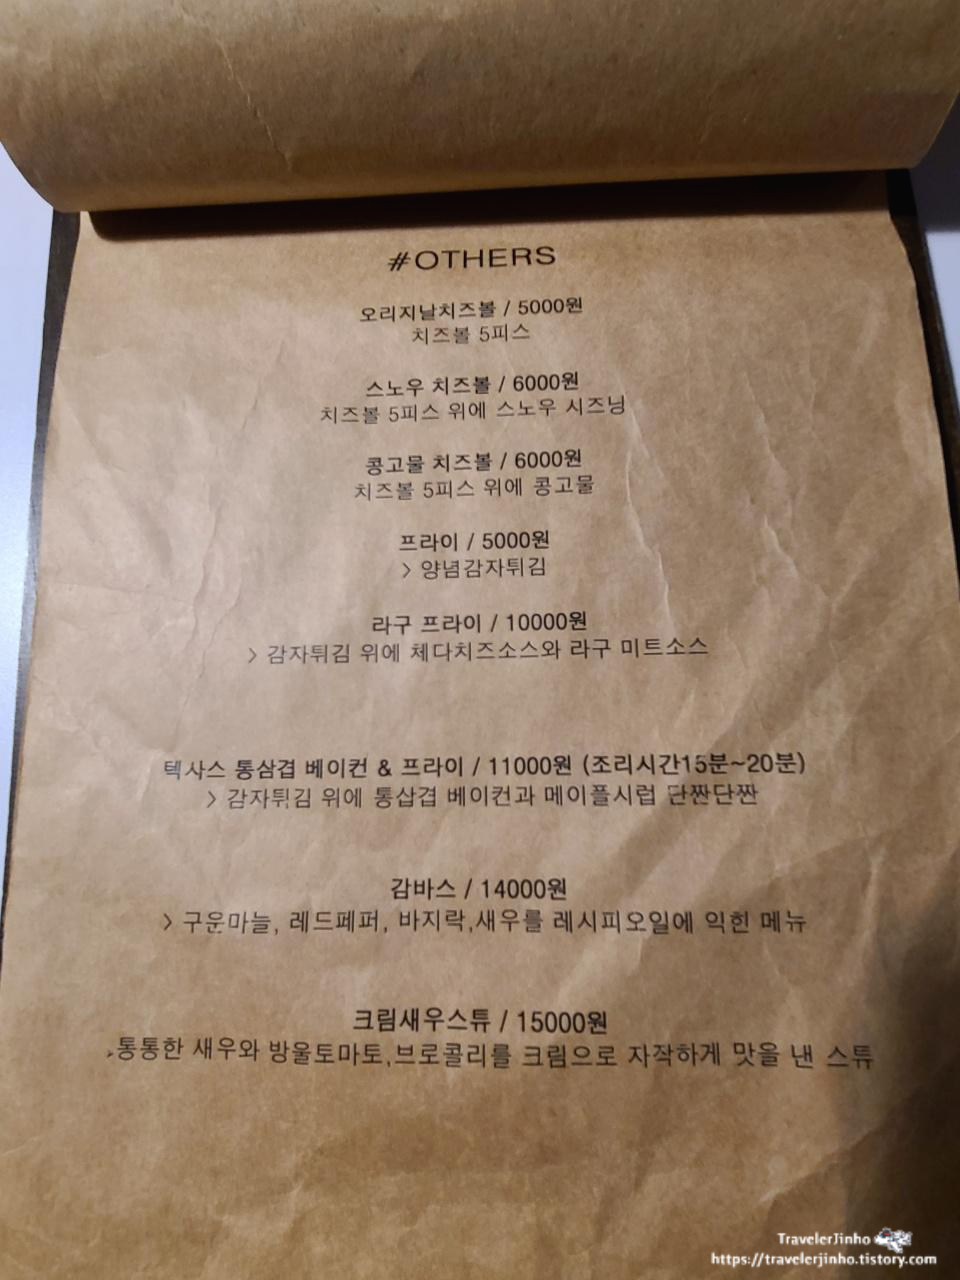 #OTHERS
오리지날치즈볼 / 5000원
치즈볼 5피스
스노우 치즈볼 / 6000원
치즈볼 5피스 위에 스노우 시즈닝
콩고물 치즈볼 / 6000원
치즈볼 5피스 위에 콩고물
프라이 / 5000원
> 양념감자튀김
라구 프라이 / 10000원
> 감자튀김 위에 체다치즈소스와 라구 미트소스
텍사스 통삼겹 베이컨 & 프라이 / 11000원 (조리시간15분~20분)
> 감자튀김 위에 통삽겹 베이컨과 메이플시럽 단짠단짠
감바스 / 14000원
> 구운마늘, 레드페퍼, 바지락,새우를 레시피오일에 익힌 메뉴
크림새우스튜 / 15000원
>통통한 새우와 방울토마토,브로콜리를 크림으로 자작하게 맛을 낸 스튜
TravelerJinho
https://travelerjinho.tistory.com